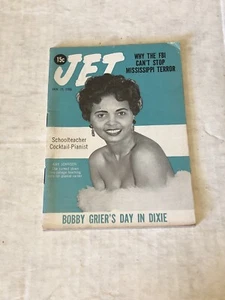 15c
JET
WHY THE FBI
CAN'T STOP
MISSISSIPPI TERROR
Schoolteacher
Cocktail-Pianist
BOBBY GRIER'S DAY IN DIXIE